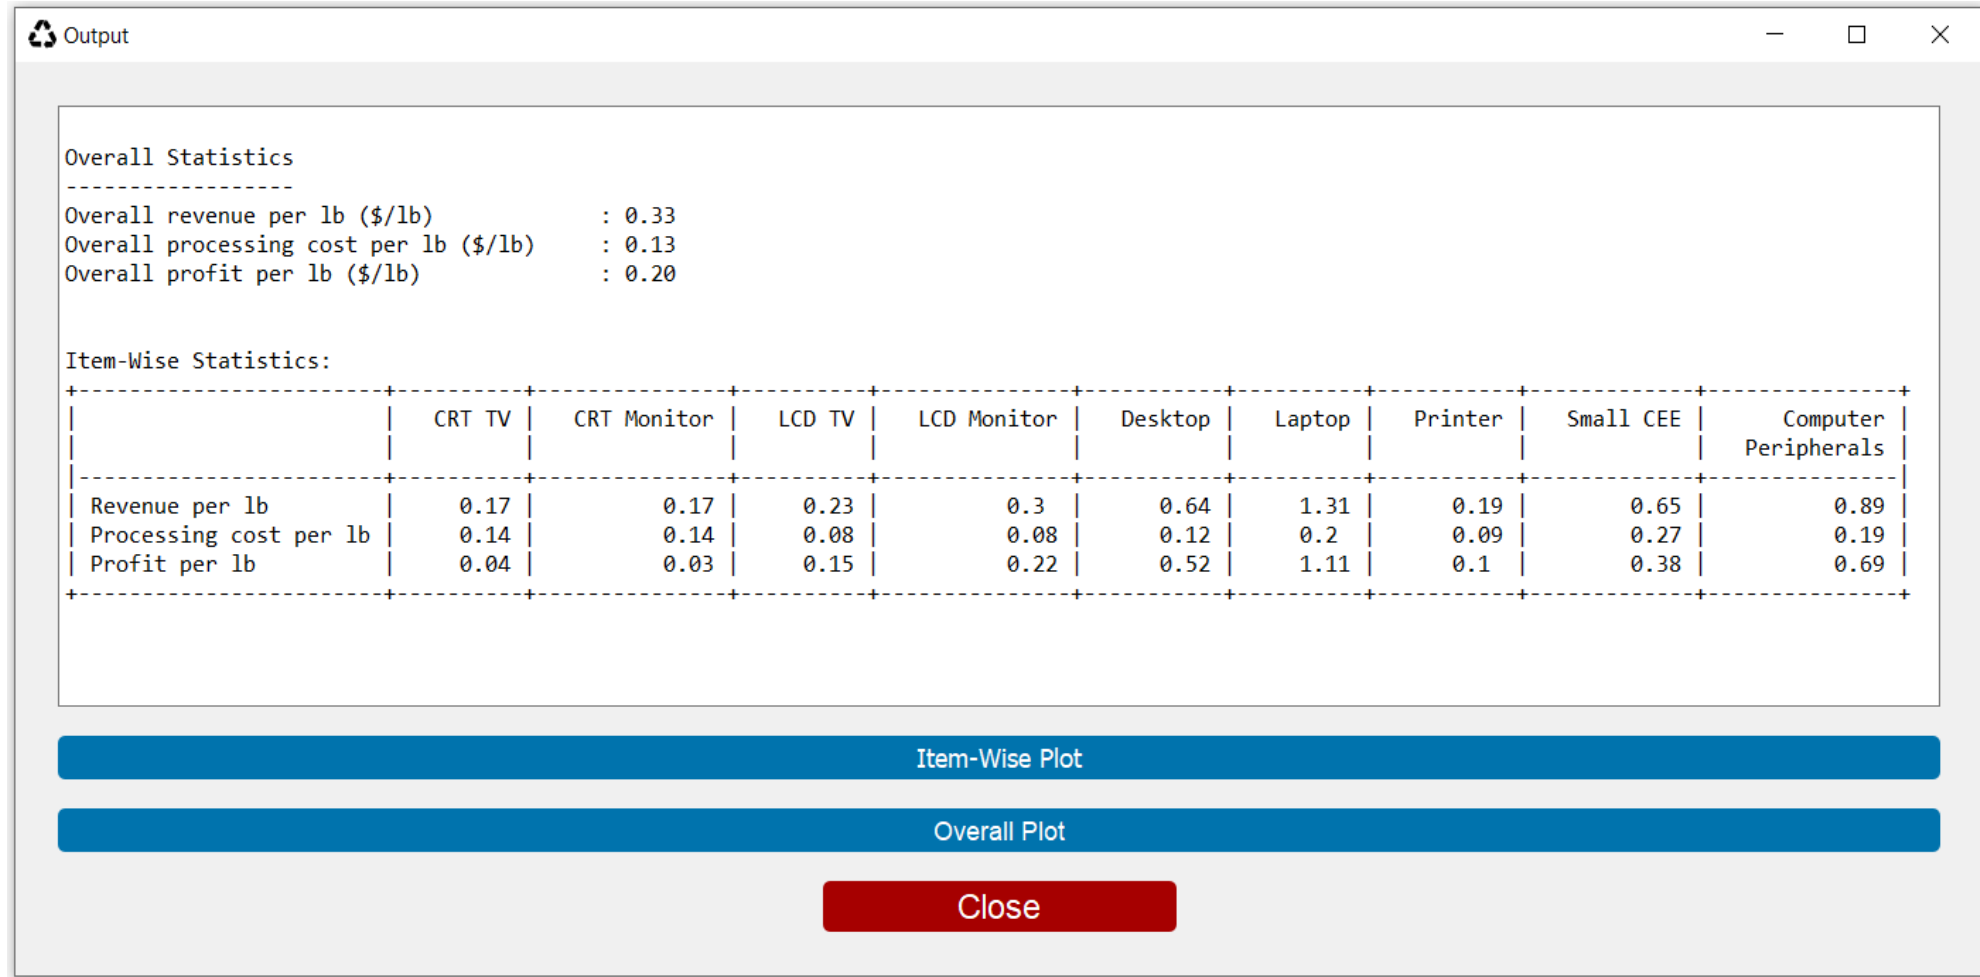 Output
Overall Statistics
------------------
Overall revenue per lb ($/lb)             : 0.33
Overall processing cost per lb ($/lb)     : 0.13
Overall profit per lb ($/lb)              : 0.20
Item-Wise Statistics:
+------------------------+----------+---------------+----------+---------------+-----------+----------+-----------+-------------+---------------+
|                        |   CRT TV |   CRT Monitor |   LCD TV |   LCD Monitor |   Desktop |   Laptop |   Printer |   Small CEE |      Computer |
|                        |          |               |          |               |           |          |           |             |   Peripherals |
|------------------------+----------+---------------+----------+---------------+-----------+----------+-----------+-------------+---------------|
| Revenue per lb         |     0.17 |          0.17 |     0.23 |          0.3  |      0.64 |     1.31 |      0.19 |        0.65 |          0.89 |
| Processing cost per lb |     0.14 |          0.14 |     0.08 |          0.08 |      0.12 |     0.2  |      0.09 |        0.27 |          0.19 |
| Profit per lb          |     0.04 |          0.03 |     0.15 |          0.22 |      0.52 |     1.11 |      0.1  |        0.38 |          0.69 |
+------------------------+----------+---------------+----------+---------------+-----------+----------+-----------+-------------+---------------+
Item-Wise Plot
Overall Plot
Close